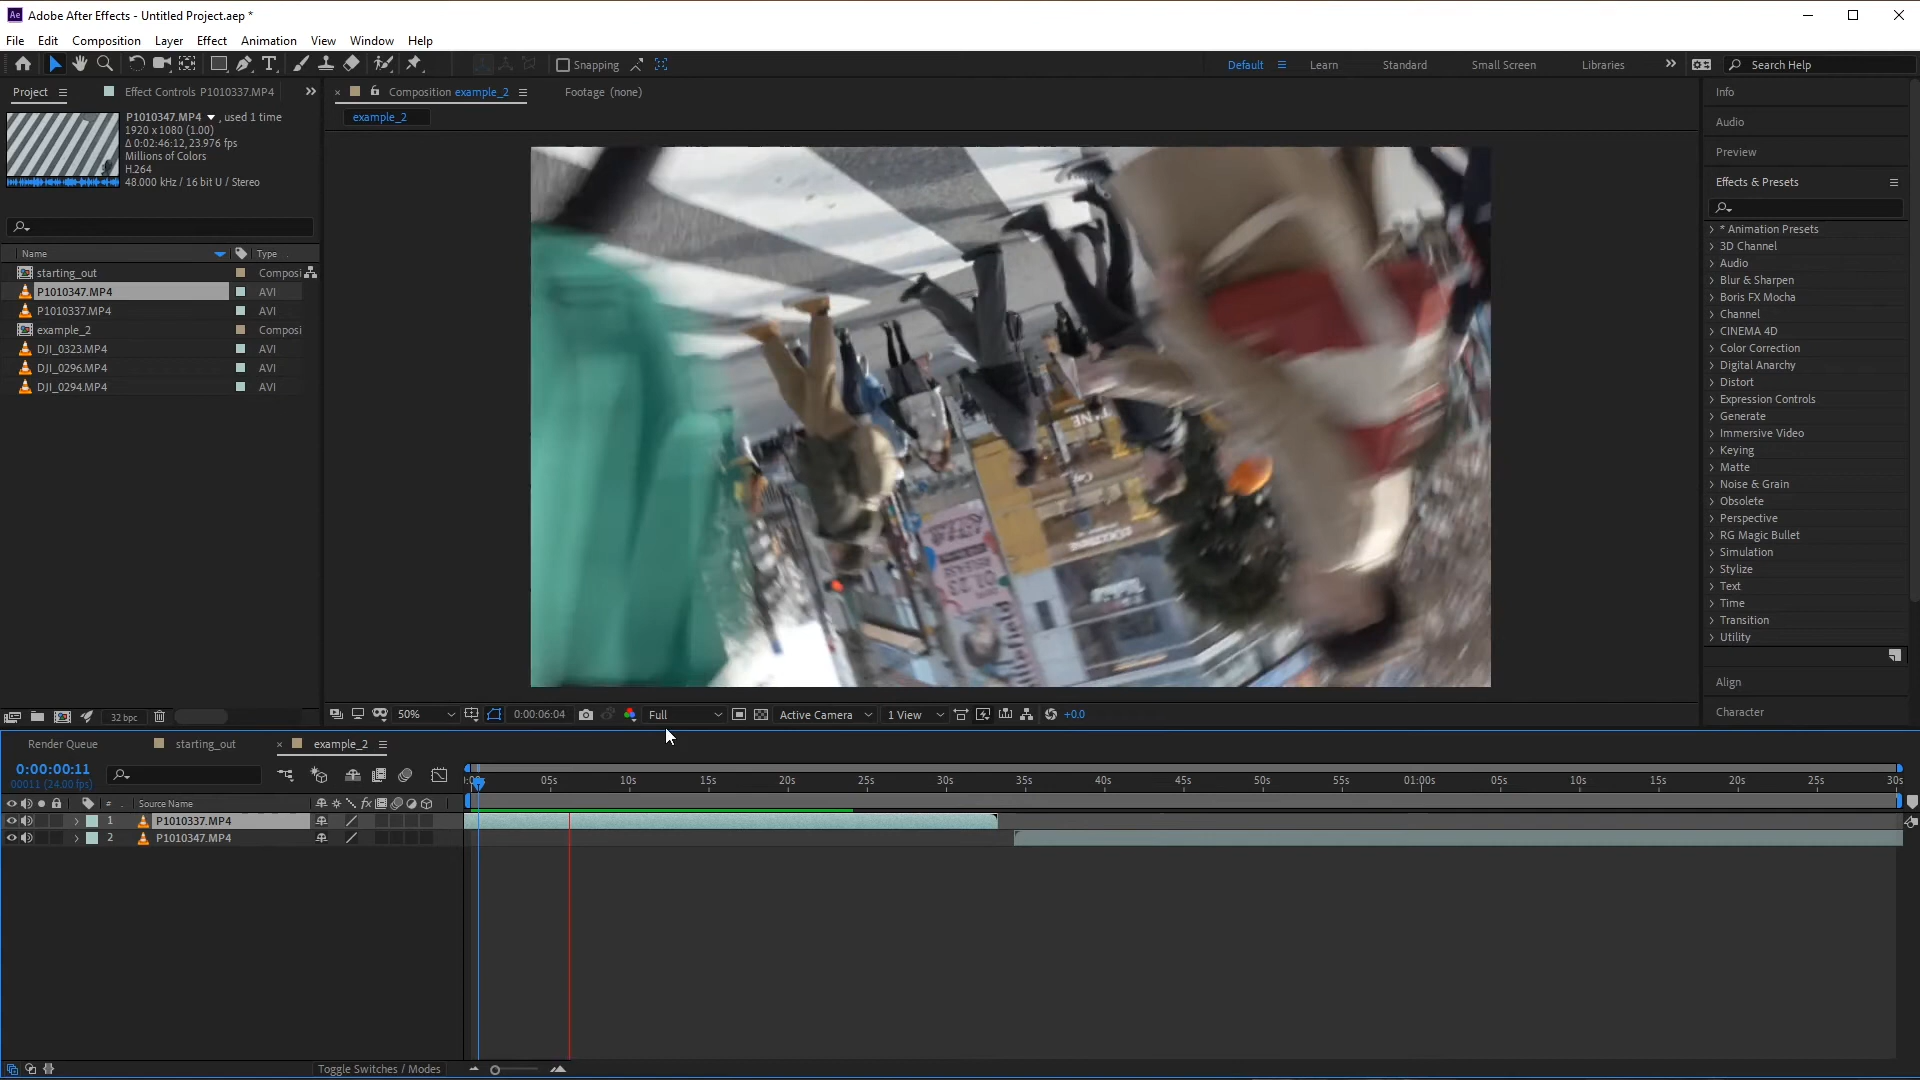 Adobe After Effects - Untitled Project.aep *
File Edit Composition Layer Effect Animation View Window Help
Snapping
Default Learn Standard Small Screen Libraries Search Help
Project Effect Controls P1010337.MP4
Composition example_2
Footage (none)
example_2
P1010347.MP4 , used 1 time
1920 x 1080 (1.00)
Δ 0:02:46:12, 23.976 fps
Millions of Colors
H.264
48.000 kHz / 16 bit U / Stereo
Name Type
starting_out Composi
P1010347.MP4 AVI
P1010337.MP4 AVI
example_2 Composi
DJI_0323.MP4 AVI
DJI_0296.MP4 AVI
DJI_0294.MP4 AVI
32 bpc
50% 0:00:06:04 Full Active Camera 1 View +0.0
Info
Audio
Preview
Effects & Presets
* Animation Presets
3D Channel
Audio
Blur & Sharpen
Boris FX Mocha
Channel
CINEMA 4D
Color Correction
Digital Anarchy
Distort
Expression Controls
Generate
Immersive Video
Keying
Matte
Noise & Grain
Obsolete
Perspective
RG Magic Bullet
Simulation
Stylize
Text
Time
Transition
Utility
Align
Character
Render Queue starting_out example_2
0:00:00:11
00011 (24.00 fps)
05s 10s 15s 20s 25s 30s 35s 40s 45s 50s 55s 01:00s 05s 10s 15s 20s 25s 30s
# Source Name
1 P1010337.MP4
2 P1010347.MP4
Toggle Switches / Modes